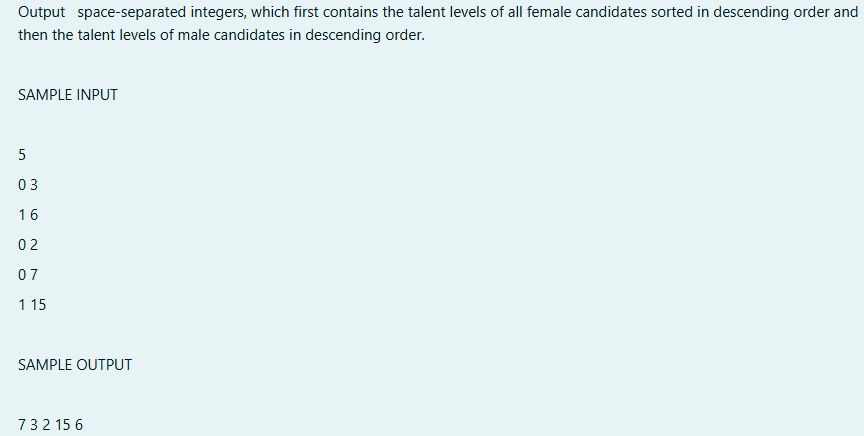 Output space-separated integers, which first contains the talent levels of all female candidates sorted in descending order and
then the talent levels of male candidates in descending order.
SAMPLE INPUT
5
0 3
1 6
0 2
0 7
1 15
SAMPLE OUTPUT
7 3 2 15 6